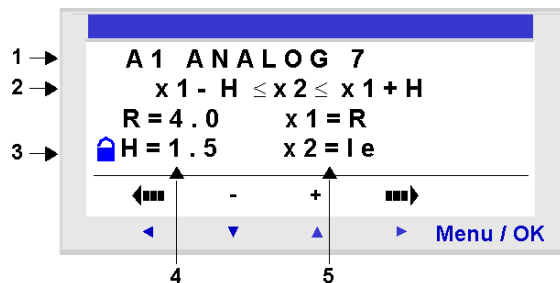 1 A1 ANALOG 7
2 x1 - H ≤ x2 ≤ x1 + H
R = 4.0 x1 = R
3 H = 1.5 x2 = Ie
- +
Menu / OK
4 5